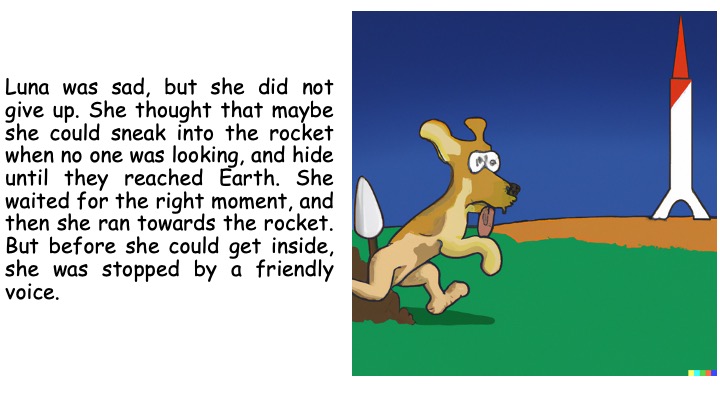 Luna was sad, but she did not
give up. She thought that maybe
she could sneak into the rocket
when no one was looking, and hide
until they reached Earth. She
waited for the right moment, and
then she ran towards the rocket.
But before she could get inside,
she was stopped by a friendly
voice.